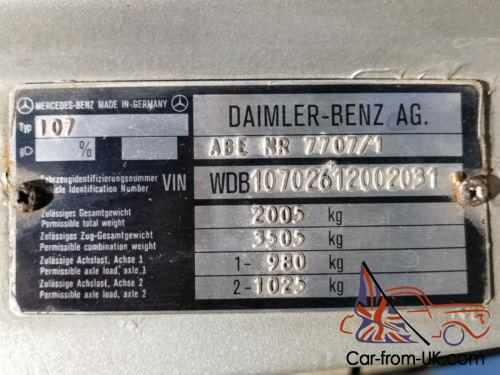 MERCEDES-BENZ MADE IN GERMANY
DAIMLER-BENZ AG.
Typ 107
%
ABE NR 7707/1
Fahrzeugidentifizierungsnummer
Vehicle Identification Number
VIN WDB10702612002031
Zulässiges Gesamtgewicht
Permissible total weight
2005 kg
Zulässiges Zug-Gesamtgewicht
Permissible combination weight
3505 kg
Zulässige Achslast, Achse 1
Permissible axle load, axle 1
1- 980 kg
Zulässige Achslast, Achse 2
Permissible axle load, axle 2
2- 1025 kg
Car-from-UK.com